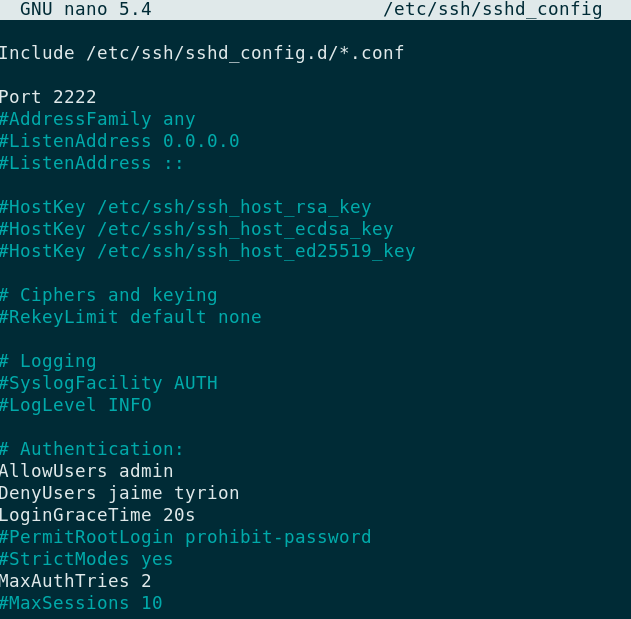 GNU nano 5.4 /etc/ssh/sshd_config
Include /etc/ssh/sshd_config.d/*.conf
Port 2222
#AddressFamily any
#ListenAddress 0.0.0.0
#ListenAddress ::
#HostKey /etc/ssh/ssh_host_rsa_key
#HostKey /etc/ssh/ssh_host_ecdsa_key
#HostKey /etc/ssh/ssh_host_ed25519_key
# Ciphers and keying
#RekeyLimit default none
# Logging
#SyslogFacility AUTH
#LogLevel INFO
# Authentication:
AllowUsers admin
DenyUsers jaime tyrion
LoginGraceTime 20s
#PermitRootLogin prohibit-password
#StrictModes yes
MaxAuthTries 2
#MaxSessions 10